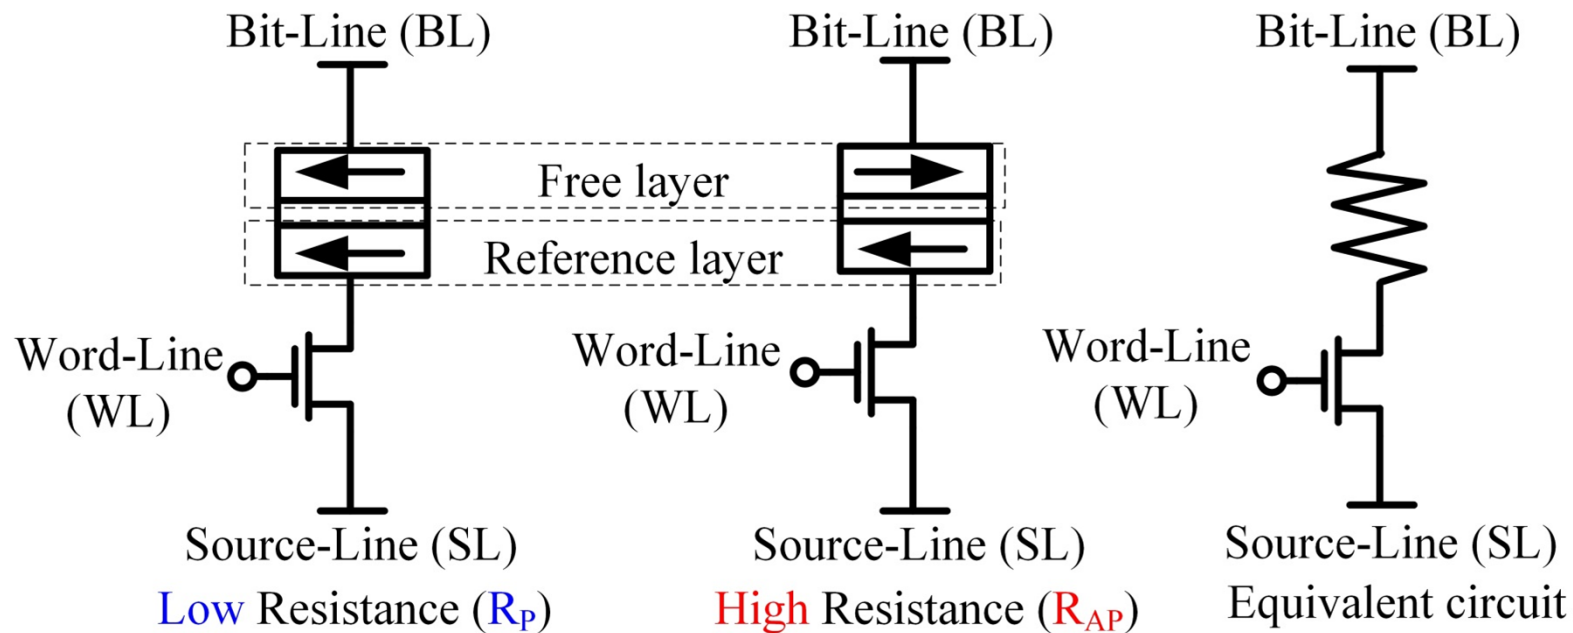 Bit-Line (BL)
Bit-Line (BL)
Bit-Line (BL)
Free layer
Reference layer
Word-Line
(WL)
Word-Line
(WL)
Word-Line
(WL)
Source-Line (SL)
Source-Line (SL)
Source-Line (SL)
Low Resistance (RP)
High Resistance (RAP)
Equivalent circuit